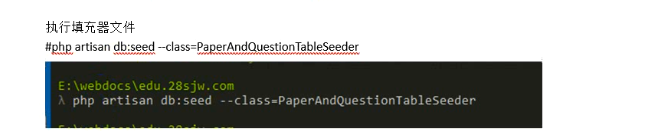 执行填充器文件
#php artisan db:seed --class=PaperAndQuestionTableSeeder
E:\webdocs\edu.28sjw.com
λ php artisan db:seed --class=PaperAndQuestionTableSeeder